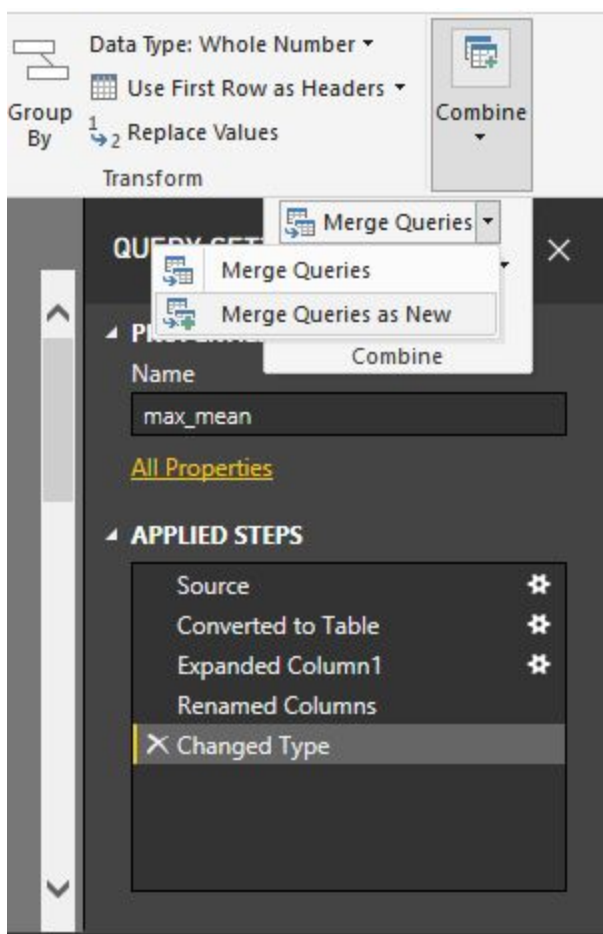 Data Type: Whole Number
Use First Row as Headers
Group By
1 2 Replace Values
Combine
Transform
Merge Queries
Merge Queries
Merge Queries as New
Combine
Name
max_mean
All Properties
APPLIED STEPS
Source
Converted to Table
Expanded Column1
Renamed Columns
Changed Type